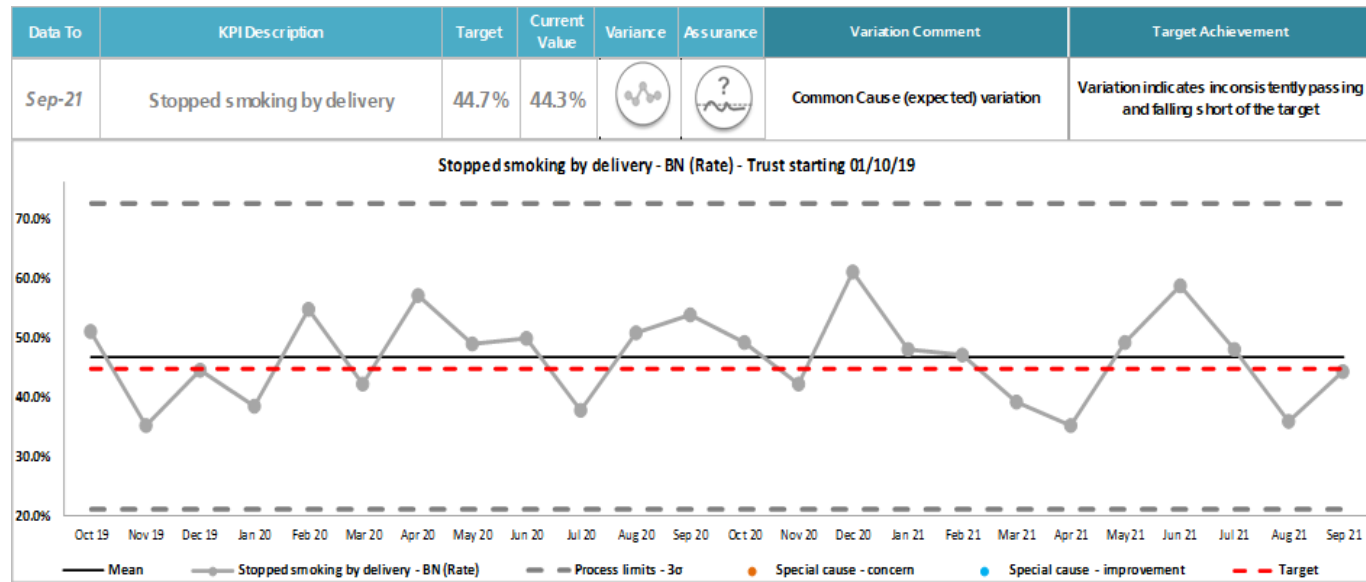 Data To KPI Description Target Current Value Variance Assurance Variation Comment Target Achievement
Sep-21 Stopped smoking by delivery 44.7% 44.3% ? Common Cause (expected) variation Variation indicates inconsistently passing
and falling short of the target
Stopped smoking by delivery - BN (Rate) - Trust starting 01/10/19
70.0%
60.0%
50.0%
40.0%
30.0%
20.0%
Oct 19 Nov 19 Dec 19 Jan 20 Feb 20 Mar 20 Apr 20 May 20 Jun 20 Jul 20 Aug 20 Sep 20 Oct 20 Nov 20 Dec 20 Jan 21 Feb 21 Mar 21 Apr 21 May 21 Jun 21 Jul 21 Aug 21 Sep 21
Mean Stopped smoking by delivery - BN (Rate) Process limits - 3σ Special cause - concern Special cause - improvement Target